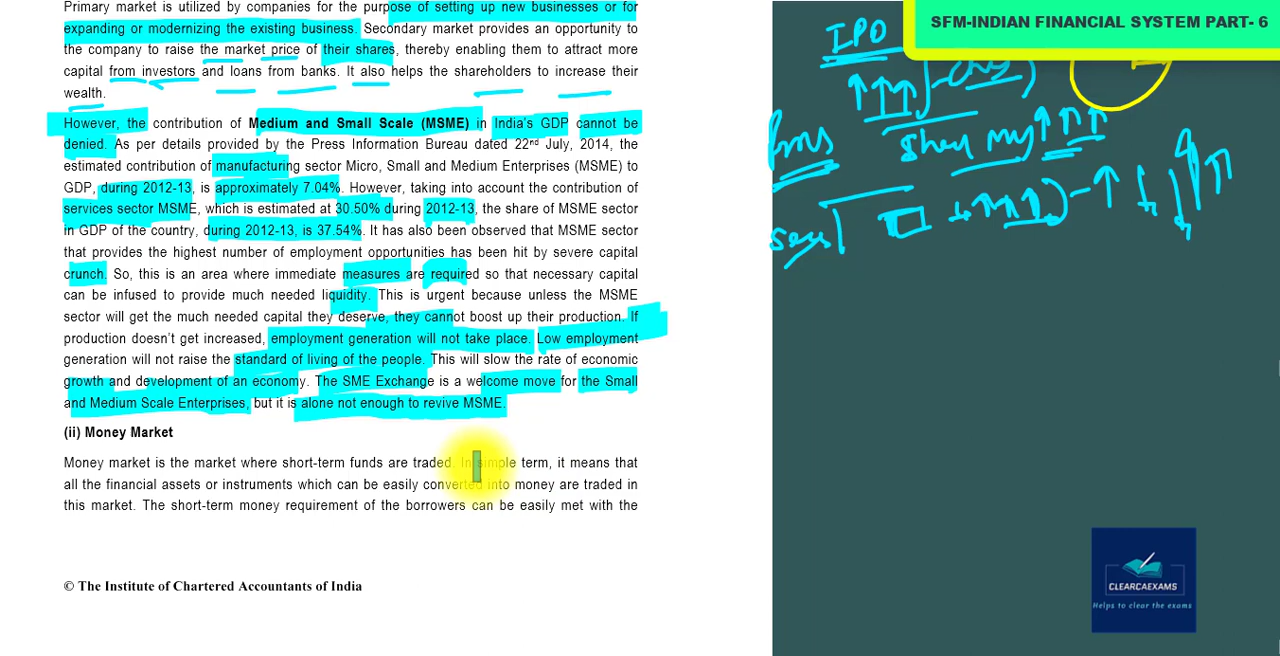 Primary market is utilized by companies for the purpose of setting up new businesses or for
expanding or modernizing the existing business. Secondary market provides an opportunity to
the company to raise the market price of their shares, thereby enabling them to attract more
capital from investors and loans from banks. It also helps the shareholders to increase their
wealth.
However, the contribution of Medium and Small Scale (MSME) in India's GDP cannot be
denied. As per details provided by the Press Information Bureau dated 22nd July, 2014, the
estimated contribution of manufacturing sector Micro, Small and Medium Enterprises (MSME) to
GDP, during 2012-13, is approximately 7.04%. However, taking into account the contribution of
services sector MSME, which is estimated at 30.50% during 2012-13, the share of MSME sector
in GDP of the country, during 2012-13, is 37.54%. It has also been observed that MSME sector
that provides the highest number of employment opportunities has been hit by severe capital
crunch. So, this is an area where immediate measures are required so that necessary capital
can be infused to provide much needed liquidity. This is urgent because unless the MSME
sector will get the much needed capital they deserve, they cannot boost up their production. If
production doesn't get increased, employment generation will not take place. Low employment
generation will not raise the standard of living of the people. This will slow the rate of economic
growth and development of an economy. The SME Exchange is a welcome move for the Small
and Medium Scale Enterprises, but it is alone not enough to revive MSME.
(ii) Money Market
Money market is the market where short-term funds are traded. In simple term, it means that
all the financial assets or instruments which can be easily converted into money are traded in
this market. The short-term money requirement of the borrowers can be easily met with the
© The Institute of Chartered Accountants of India
SFM-INDIAN FINANCIAL SYSTEM PART- 6
IPO
CLEARCAEXAMS
Helps to clear the exams